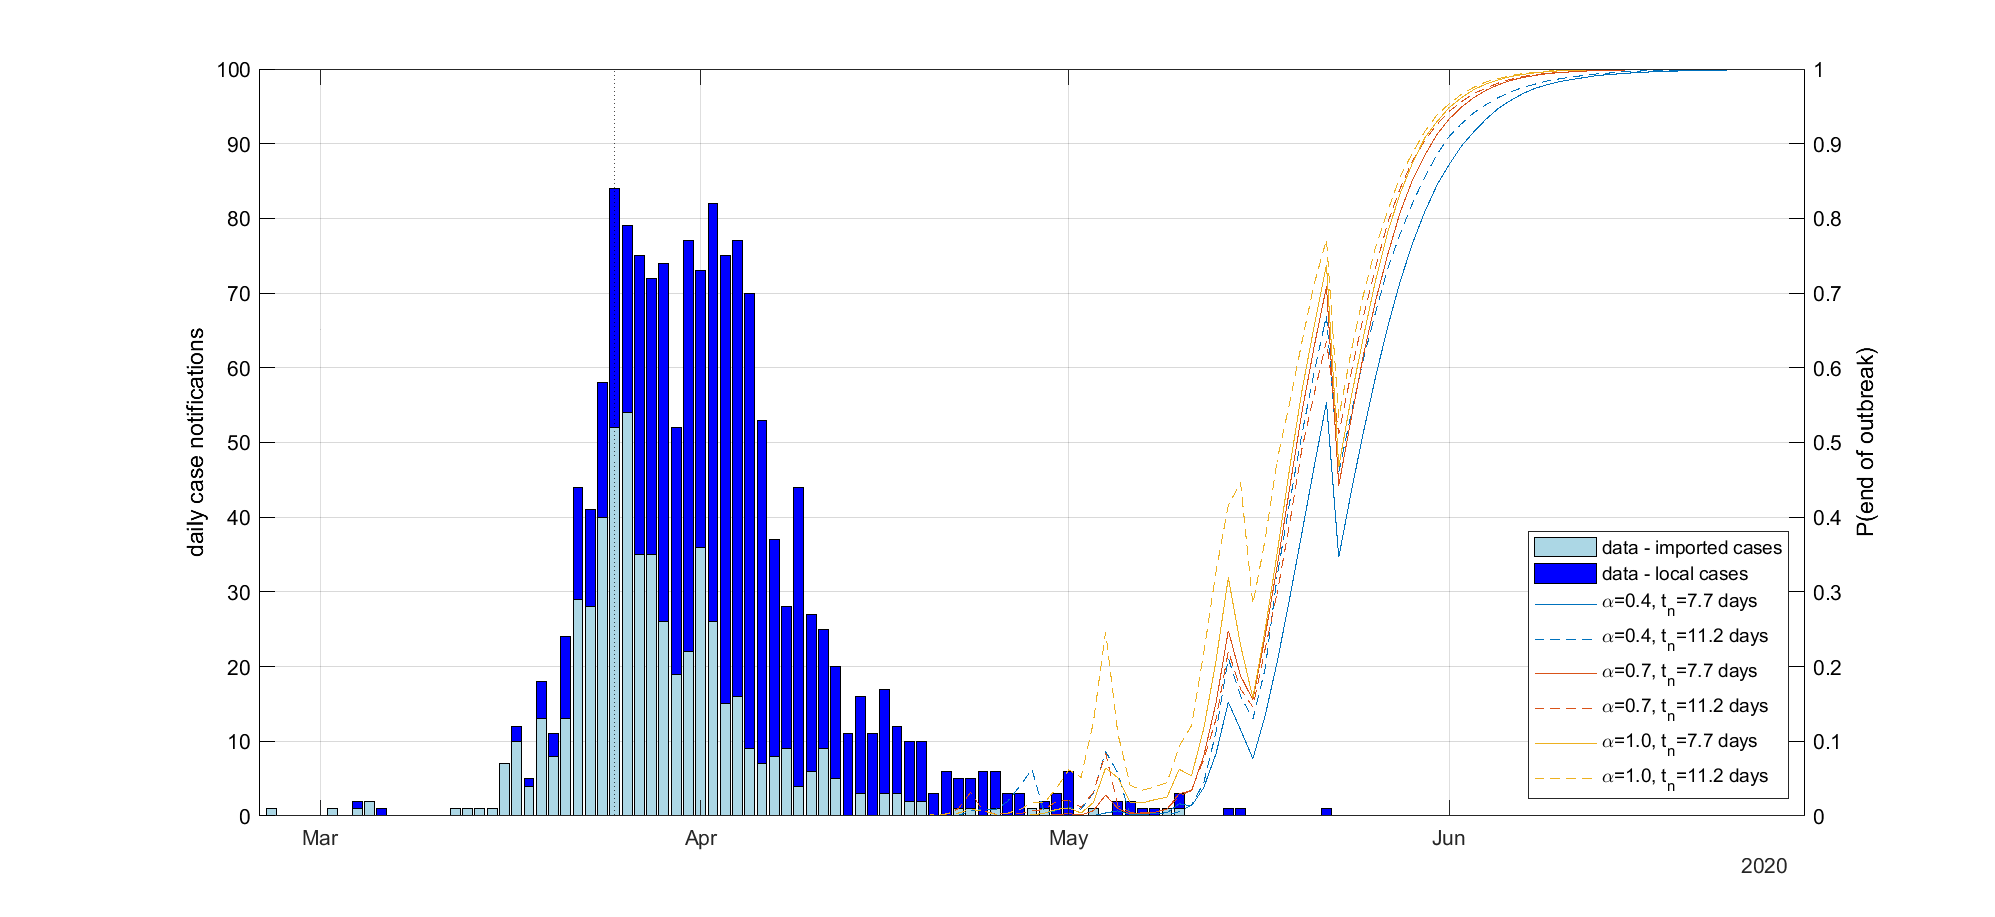 100
90
80
70
60
50
40
30
20
10
0
daily case notifications
1
0.9
0.8
0.7
0.6
0.5
0.4
0.3
0.2
0.1
0
P(end of outbreak)
data - imported cases
data - local cases
α=0.4, tn=7.7 days
α=0.4, tn=11.2 days
α=0.7, tn=7.7 days
α=0.7, tn=11.2 days
α=1.0, tn=7.7 days
α=1.0, tn=11.2 days
Mar Apr May Jun
2020